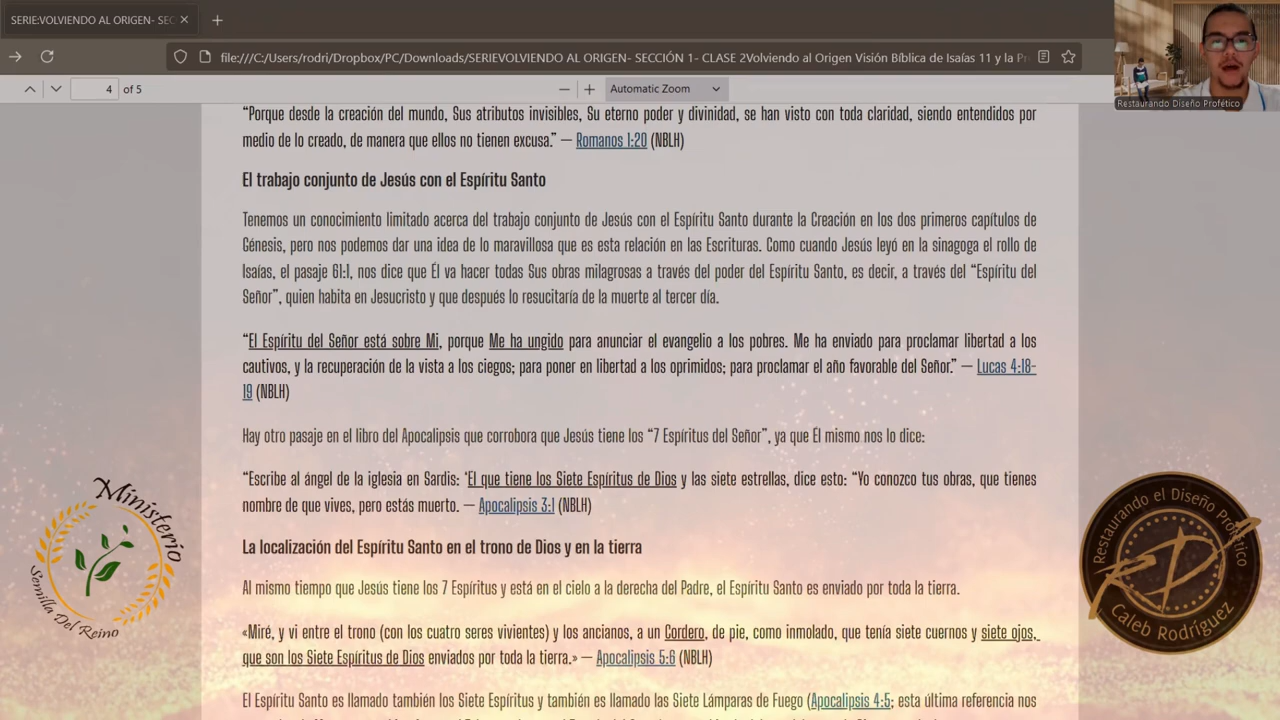 SERIE:VOLVIENDO AL ORIGEN- SEC
file:///C:/Users/rodri/Dropbox/PC/Downloads/SERIEVOLVIENDO AL ORIGEN- SECCIÓN 1- CLASE 2Volviendo al Origen Visión Bíblica de Isaías 11 y la Pr
4 of 5
Automatic Zoom
Restaurando Diseño Profético
“Porque desde la creación del mundo, Sus atributos invisibles, Su eterno poder y divinidad, se han visto con toda claridad, siendo entendidos por
medio de lo creado, de manera que ellos no tienen excusa.” — Romanos 1:20 (NBLH)
El trabajo conjunto de Jesús con el Espíritu Santo
Tenemos un conocimiento limitado acerca del trabajo conjunto de Jesús con el Espíritu Santo durante la Creación en los dos primeros capítulos de
Génesis, pero nos podemos dar una idea de lo maravillosa que es esta relación en las Escrituras. Como cuando Jesús leyó en la sinagoga el rollo de
Isaías, el pasaje 61:1, nos dice que Él va hacer todas Sus obras milagrosas a través del poder del Espíritu Santo, es decir, a través del “Espíritu del
Señor”, quien habita en Jesucristo y que después lo resucitaría de la muerte al tercer día.
“El Espíritu del Señor está sobre Mi, porque Me ha ungido para anunciar el evangelio a los pobres. Me ha enviado para proclamar libertad a los
cautivos, y la recuperación de la vista a los ciegos; para poner en libertad a los oprimidos; para proclamar el año favorable del Señor.” — Lucas 4:18-
19 (NBLH)
Hay otro pasaje en el libro del Apocalipsis que corrobora que Jesús tiene los “7 Espíritus del Señor”, ya que Él mismo nos lo dice:
“Escribe al ángel de la iglesia en Sardis: ‘El que tiene los Siete Espíritus de Dios y las siete estrellas, dice esto: “Yo conozco tus obras, que tienes
nombre de que vives, pero estás muerto. — Apocalipsis 3:1 (NBLH)
La localización del Espíritu Santo en el trono de Dios y en la tierra
Al mismo tiempo que Jesús tiene los 7 Espíritus y está en el cielo a la derecha del Padre, el Espíritu Santo es enviado por toda la tierra.
«Miré, y vi entre el trono (con los cuatro seres vivientes) y los ancianos, a un Cordero, de pie, como inmolado, que tenía siete cuernos y siete ojos,
que son los Siete Espíritus de Dios enviados por toda la tierra.» — Apocalipsis 5:6 (NBLH)
El Espíritu Santo es llamado también los Siete Espíritus y también es llamado las Siete Lámparas de Fuego (Apocalipsis 4:5; esta última referencia nos
Ministerio
Semilla Del Reino
Restaurando el Diseño Profético
RD
Caleb Rodríguez